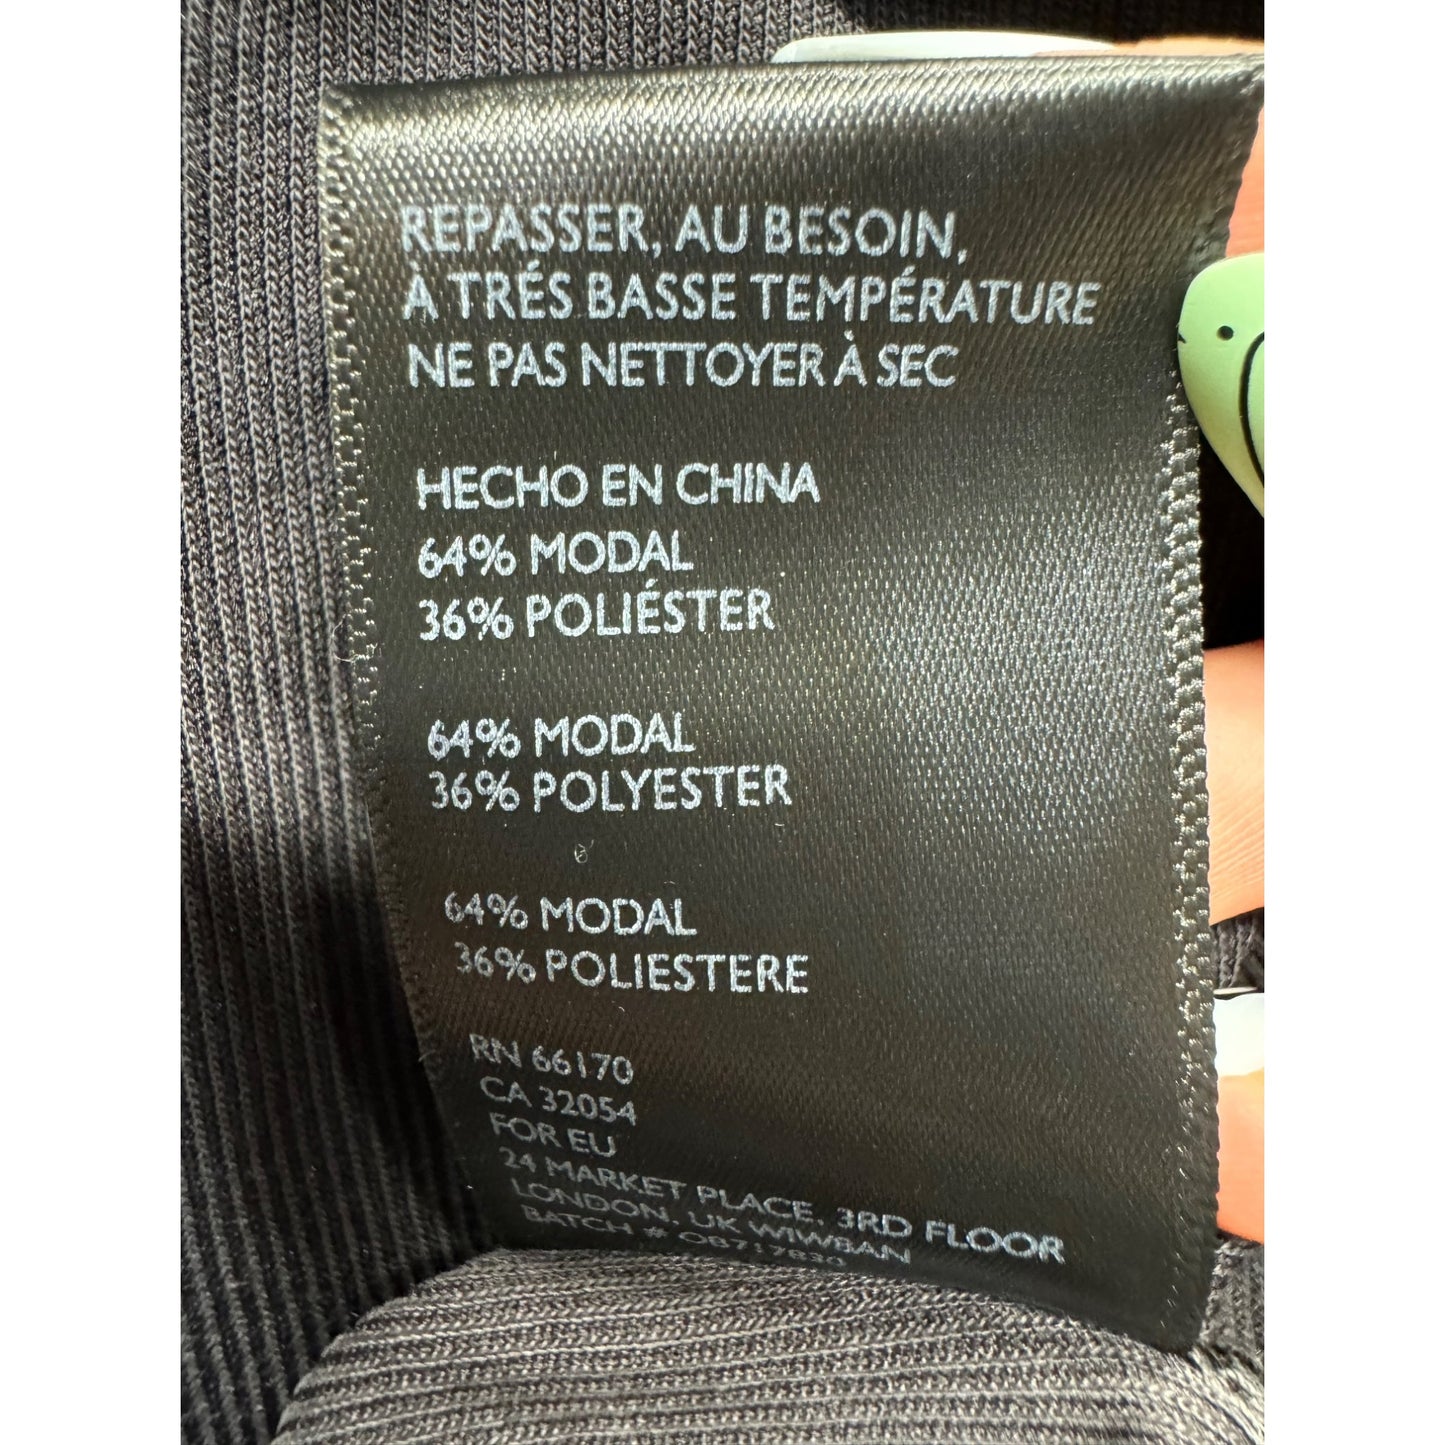 REPASSER, AU BESOIN,
À TRÉS BASSE TEMPÉRATURE
NE PAS NETTOYER À SEC
HECHO EN CHINA
64% MODAL
36% POLIÉSTER
64% MODAL
36% POLYESTER
64% MODAL
36% POLIESTERE
RN 66170
CA 32054
FOR EU
24 MARKET PLACE, 3RD FLOOR
LONDON, UK W1W8AN
BATCH #